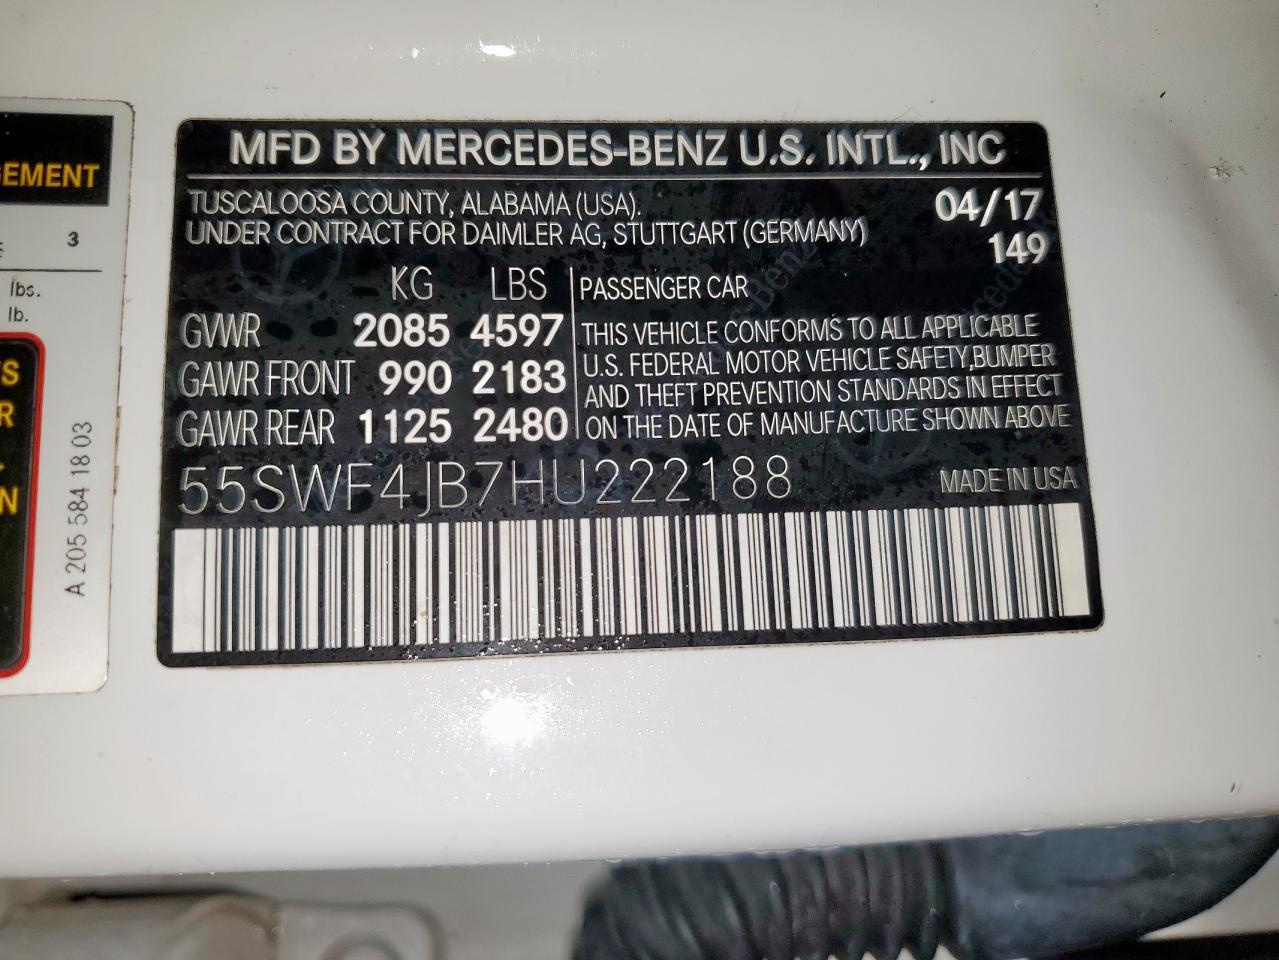 EMENT
3
lbs.
lb.
S
R
N
A 205 584 18 03
MFD BY MERCEDES-BENZ U.S. INTL., INC
TUSCALOOSA COUNTY, ALABAMA (USA). 04/17
UNDER CONTRACT FOR DAIMLER AG, STUTTGART (GERMANY) 149
KG LBS
GVWR 2085 4597
GAWR FRONT 990 2183
GAWR REAR 1125 2480
PASSENGER CAR
THIS VEHICLE CONFORMS TO ALL APPLICABLE
U.S. FEDERAL MOTOR VEHICLE SAFETY,BUMPER
AND THEFT PREVENTION STANDARDS IN EFFECT
ON THE DATE OF MANUFACTURE SHOWN ABOVE
55SWF4JB7HU222188 MADE IN USA